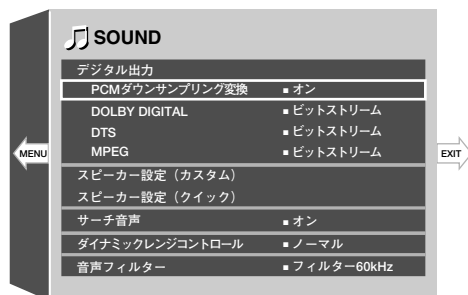 SOUND
デジタル出力
PCMダウンサンプリング変換 ■ オン
DOLBY DIGITAL ■ ビットストリーム
DTS ■ ビットストリーム
MPEG ■ ビットストリーム
MENU
EXIT
スピーカー設定（カスタム）
スピーカー設定（クイック）
サーチ音声 ■ オン
ダイナミックレンジコントロール ■ ノーマル
音声フィルター ■ フィルター60kHz